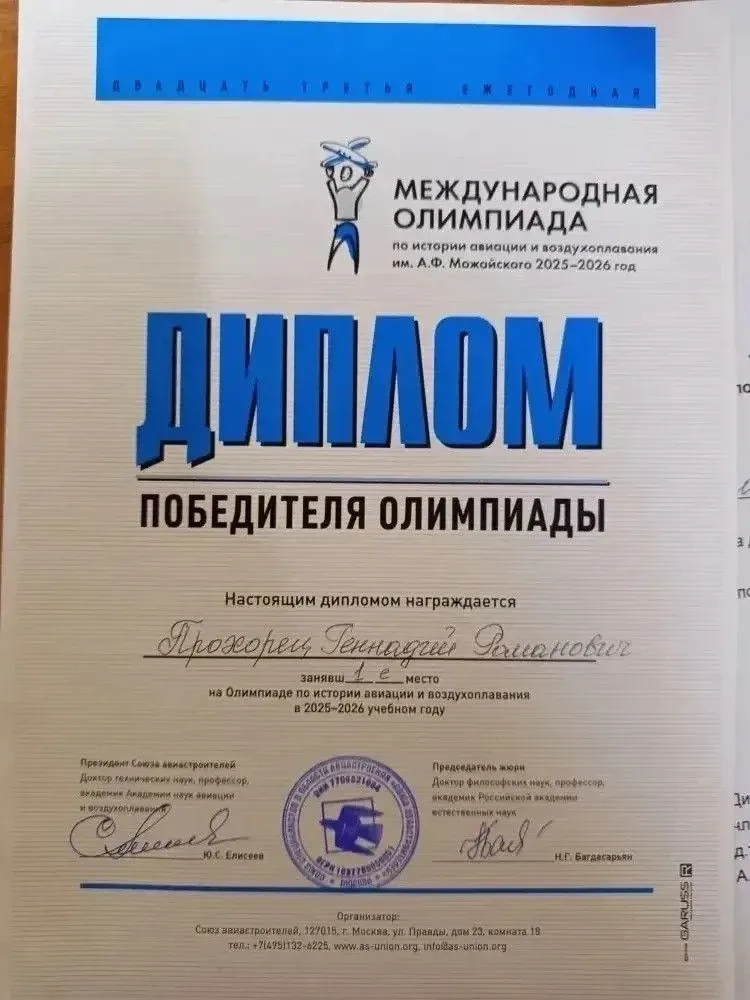 ДВАДЦАТЬ ТРЕТЬЯ ЕЖЕГОДНАЯ
МЕЖДУНАРОДНАЯ
ОЛИМПИАДА
по истории авиации и воздухоплавания
им. А.Ф. Можайского 2025–2026 год
ДИПЛОМ
ПОБЕДИТЕЛЯ ОЛИМПИАДЫ
Настоящим дипломом награждается
Прохорец Геннадий Романович
занявш 1 е место
на Олимпиаде по истории авиации и воздухоплавания
в 2025–2026 учебном году
Президент Союза авиастроителей
Доктор технических наук, профессор,
академик Академии наук авиации
и воздухоплавания
Ю.С. Елисеев
Председатель жюри
Доктор философских наук, профессор,
академик Российской академии
естественных наук
Н.Г. Багдасарьян
МОСКВА
Организатор:
Союз авиастроителей, 127015, г. Москва, ул. Правды, дом 23, комната 18
тел.: +7(495)132-6225, www.as-union.org, info@as-union.org
GARUSS